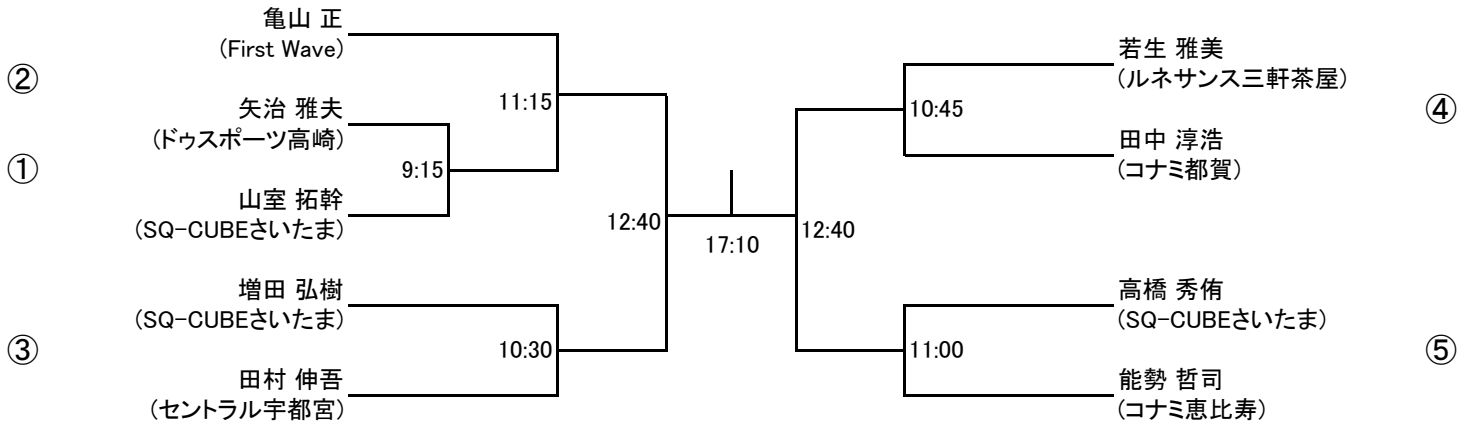 亀山 正
(First Wave)
②
11:15
矢治 雅夫
(ドゥスポーツ高崎)
①
9:15
山室 拓幹
(SQ-CUBEさいたま)
12:40
増田 弘樹
(SQ-CUBEさいたま)
③
10:30
田村 伸吾
(セントラル宇都宮)
17:10
若生 雅美
(ルネサンス三軒茶屋)
10:45
④
田中 淳浩
(コナミ都賀)
12:40
高橋 秀侑
(SQ-CUBEさいたま)
11:00
⑤
能勢 哲司
(コナミ恵比寿)